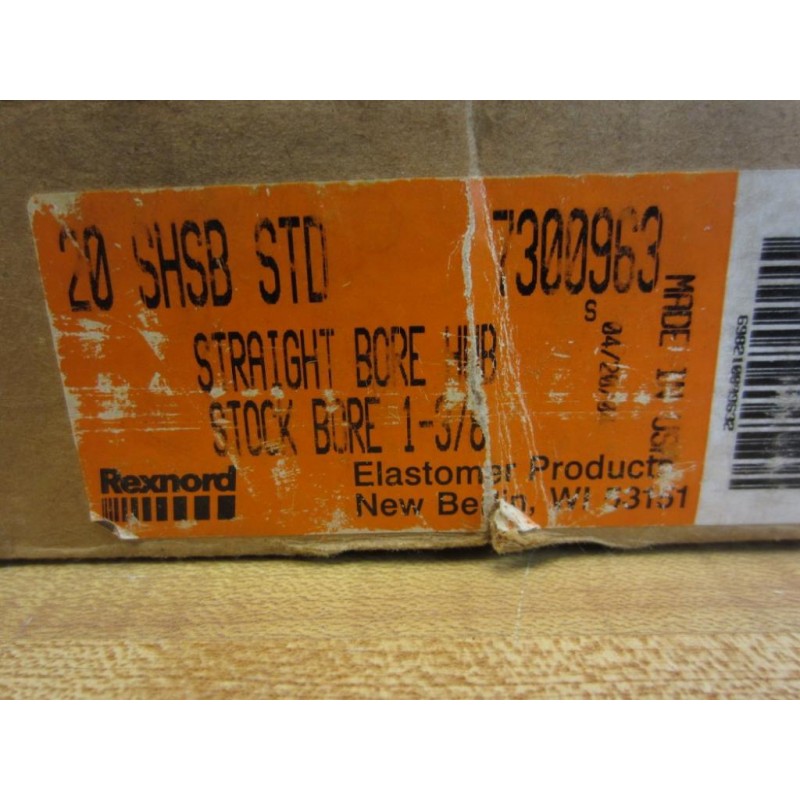 20 SHSB STD 7300963
S
MADE IN USA
STRAIGHT BORE HUB
STOCK BORE 1-3/8
Rexnord
Elastomer Products
New Berlin, WI 53151